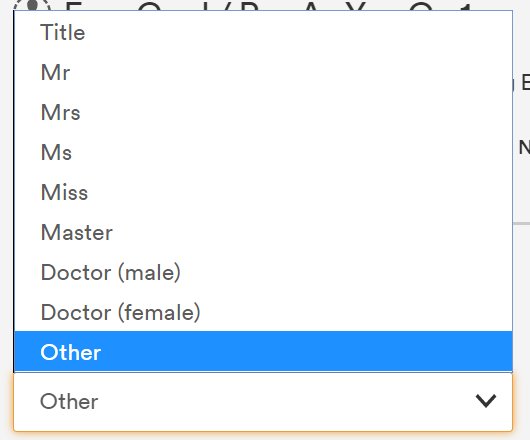 Title
Mr
Mrs
Ms
Miss
Master
Doctor (male)
Doctor (female)
Other
Other